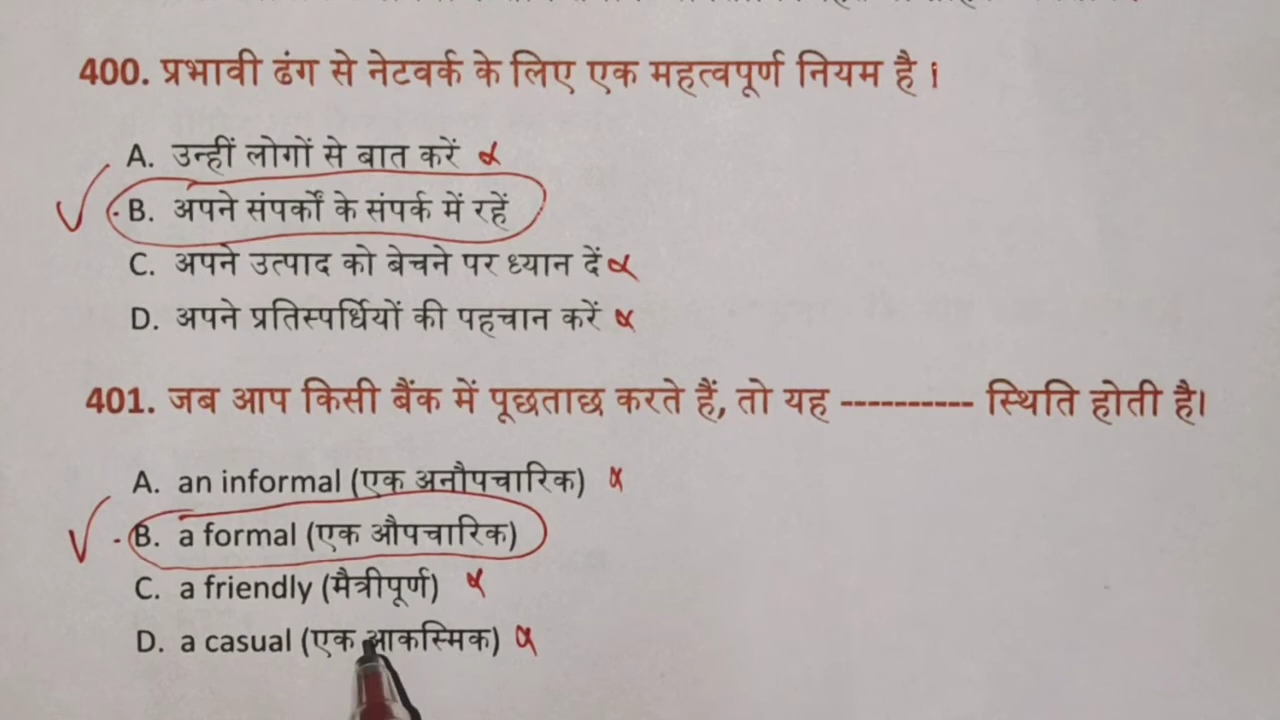 400. प्रभावी ढंग से नेटवर्क के लिए एक महत्वपूर्ण नियम है ।
A. उन्हीं लोगों से बात करें
B. अपने संपर्कों के संपर्क में रहें
C. अपने उत्पाद को बेचने पर ध्यान दें
D. अपने प्रतिस्पर्धियों की पहचान करें
401. जब आप किसी बैंक में पूछताछ करते हैं, तो यह ---------- स्थिति होती है।
A. an informal (एक अनौपचारिक)
B. a formal (एक औपचारिक)
C. a friendly (मैत्रीपूर्ण)
D. a casual (एक आकस्मिक)